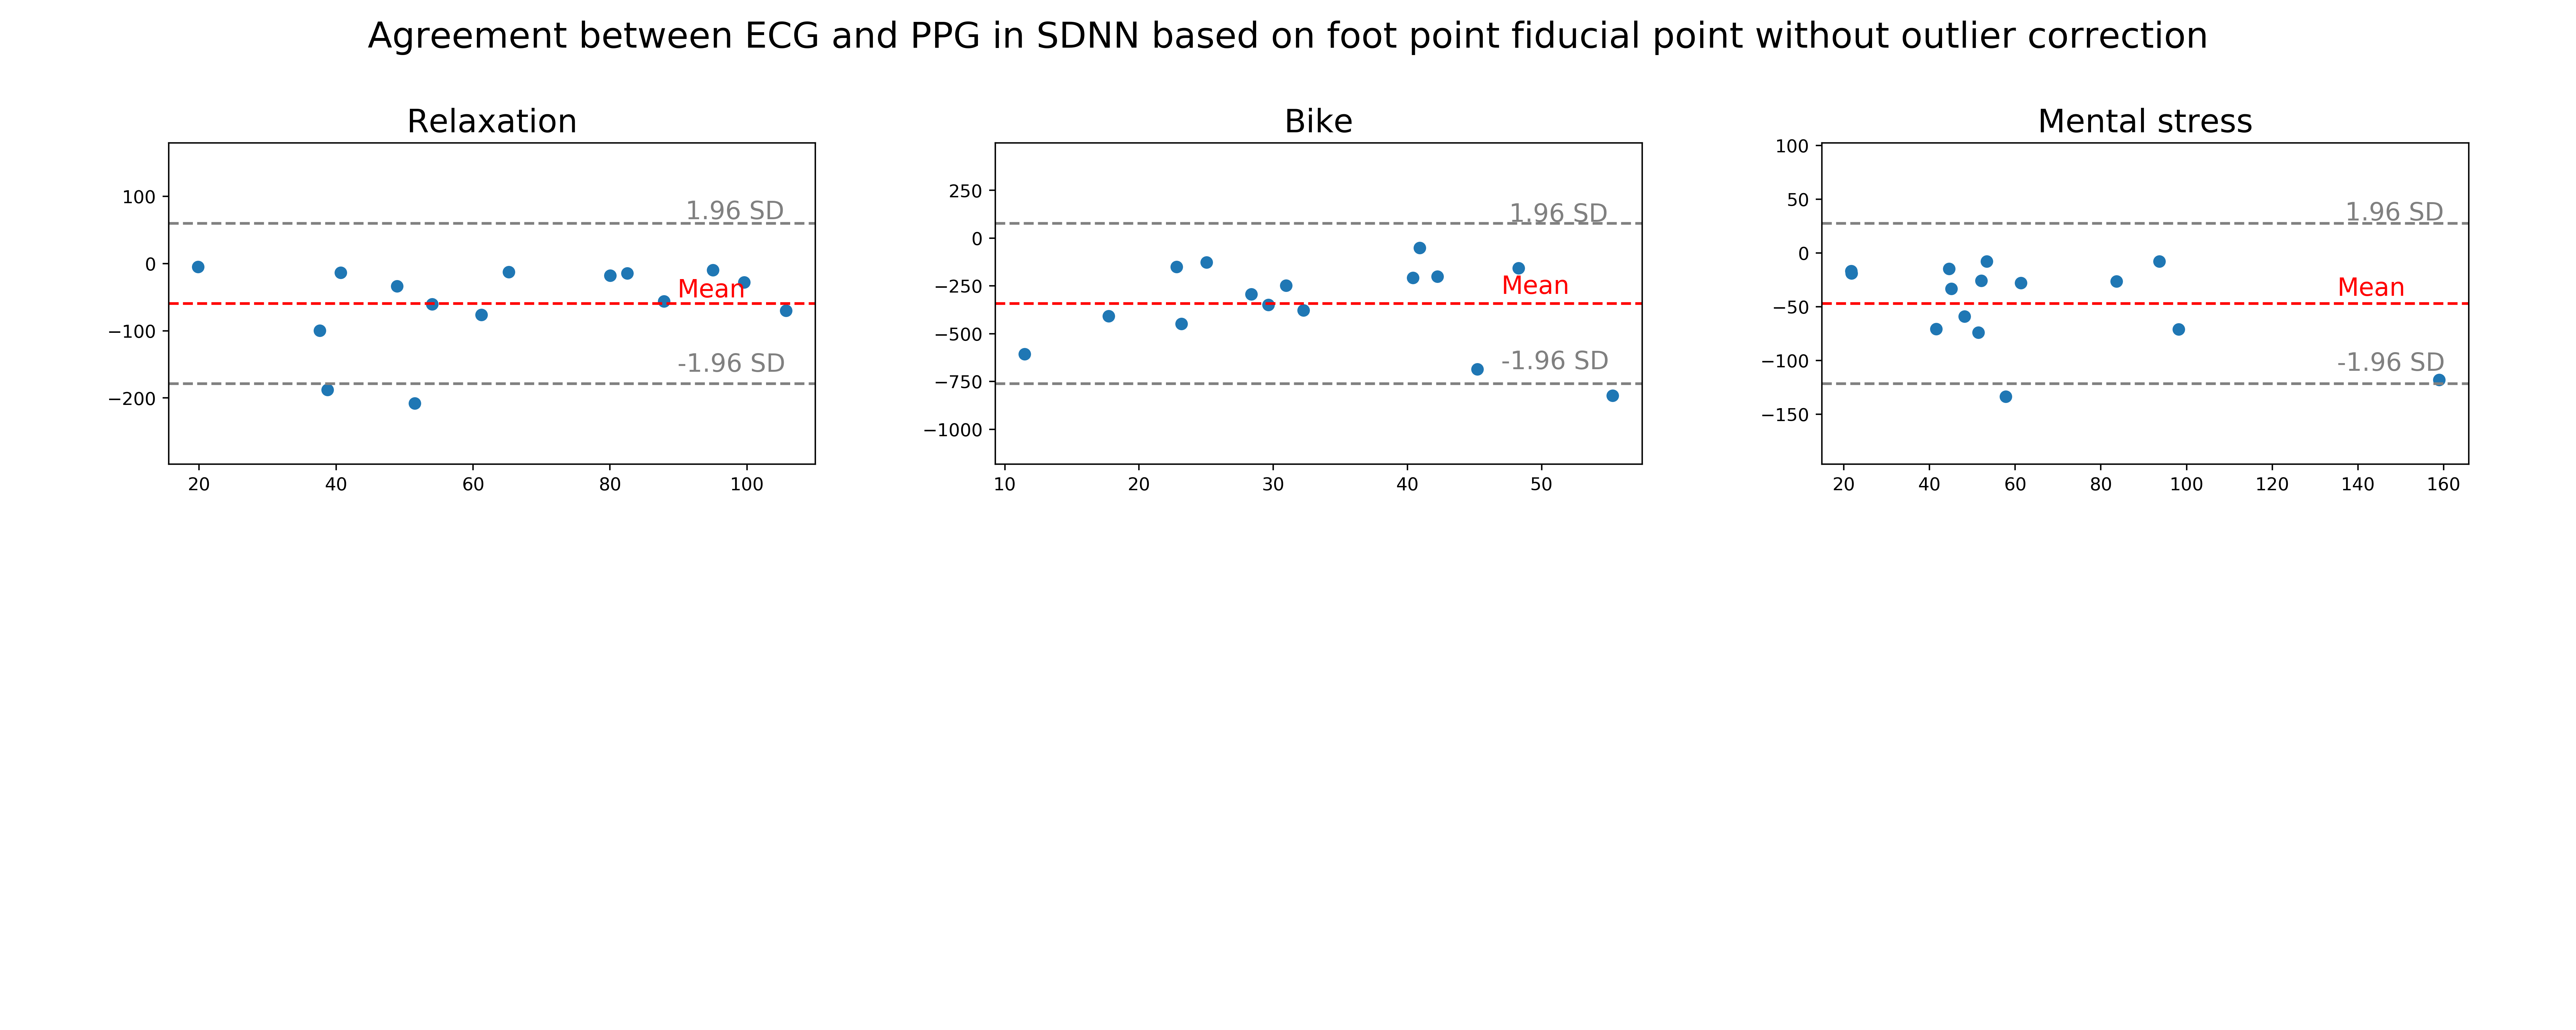 Agreement between ECG and PPG in SDNN based on foot point fiducial point without outlier correction
Relaxation
100
0
−100
−200
1.96 SD
Mean
-1.96 SD
20 40 60 80 100
Bike
250
0
−250
−500
−750
−1000
1.96 SD
Mean
-1.96 SD
10 20 30 40 50
Mental stress
100
50
0
−50
−100
−150
1.96 SD
Mean
-1.96 SD
20 40 60 80 100 120 140 160